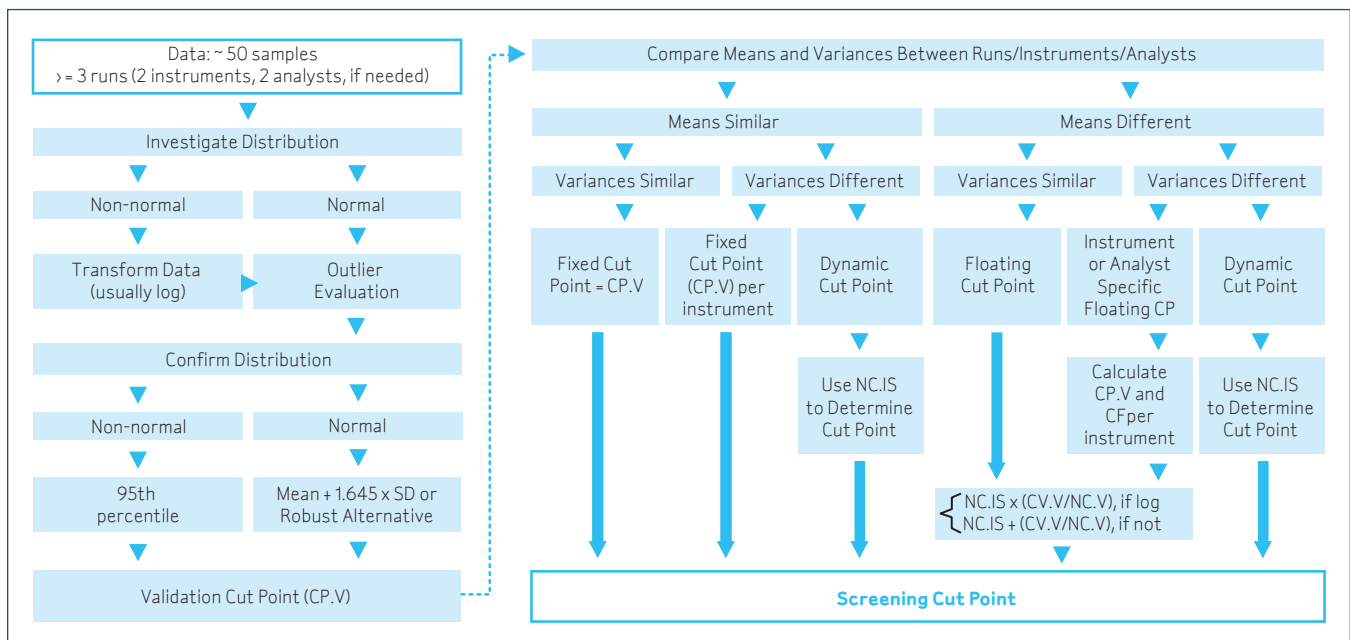 Data: ~ 50 samples
>= 3 runs (2 instruments, 2 analysts, if needed)
Investigate Distribution
Non-normal
Normal
Transform Data
(usually log)
Outlier
Evaluation
Confirm Distribution
Non-normal
Normal
95th
percentile
Mean + 1.645 x SD or
Robust Alternative
Validation Cut Point (CP.V)
Compare Means and Variances Between Runs/Instruments/Analysts
Means Similar
Means Different
Variances Similar
Variances Different
Variances Similar
Variances Different
Fixed Cut
Point = CP.V
Fixed
Cut Point
(CP.V) per
instrument
Dynamic
Cut Point
Floating
Cut Point
Instrument
or Analyst
Specific
Floating CP
Dynamic
Cut Point
Use NC.IS
to Determine
Cut Point
Calculate
CP.V and
CFper
instrument
Use NC.IS
to Determine
Cut Point
NC.IS x (CV.V/NC.V), if log
NC.IS + (CV.V/NC.V), if not
Screening Cut Point